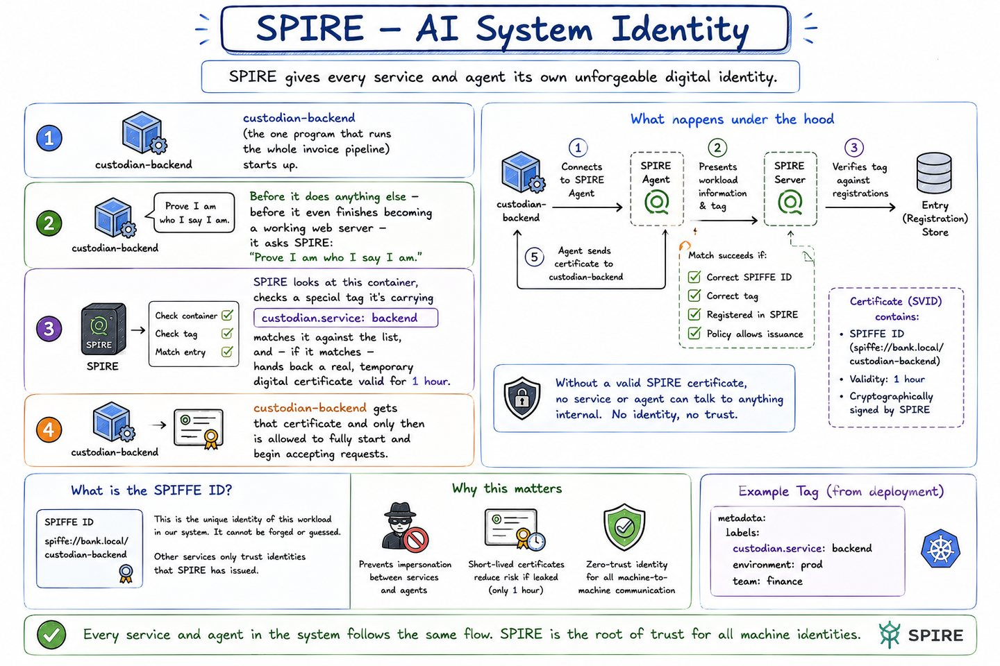 SPIRE – AI System Identity
SPIRE gives every service and agent its own unforgeable digital identity.
1
custodian-backend
custodian-backend
(the one program that runs
the whole invoice pipeline)
starts up.
2
custodian-backend
Prove I am
who I say I am.
Before it does anything else –
before it even finishes becoming
a working web server –
it asks SPIRE:
“Prove I am who I say I am.”
3
SPIRE
SPIRE
Check container
Check tag
Match entry
SPIRE looks at this container,
checks a special tag it's carrying
custodian.service: backend
matches it against the list,
and – if it matches –
hands back a real, temporary
digital certificate valid for 1 hour.
4
custodian-backend
custodian-backend gets
that certificate and only then
is allowed to fully start and
begin accepting requests.
What nappens under the hood
custodian-
backend
1
Connects
to SPIRE
Agent
SPIRE
Agent
2
Presents
workload
information
& tag
SPIRE
Server
3
Verifies tag
against
registrations
Entry
(Registration)
Store
5
Agent sends
certificate to
custodian-backend
Match succeeds if:
Correct SPIFFE ID
Correct tag
Registered in SPIRE
Policy allows issuance
Certificate (SVID)
contains:
• SPIFFE ID
(spiffe://bank.local/
custodian-backend)
• Validity: 1 hour
• Cryptographically
signed by SPIRE
Without a valid SPIRE certificate,
no service or agent can talk to anything
internal. No identity, no trust.
What is the SPIFFE ID?
SPIFFE ID
spiffe://bank.local/
custodian-backend
This is the unique identity of this workload
in our system. It cannot be forged or guessed.
Other services only trust identities
that SPIRE has issued.
Why this matters
Prevents impersonation
between services
and agents
Short-lived certificates
reduce risk if leaked
(only 1 hour)
Zero-trust identity
for all machine-to-
machine communication
Example Tag (from deployment)
metadata:
labels:
custodian.service: backend
environment: prod
team: finance
Every service and agent in the system follows the same flow. SPIRE is the root of trust for all machine identities.
SPIRE